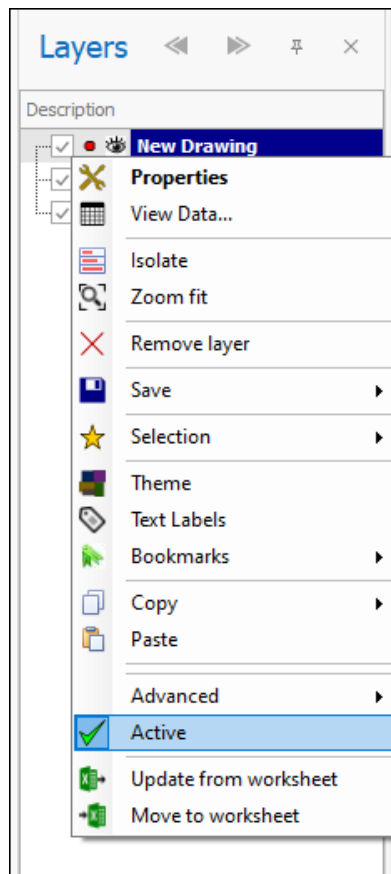 Layers
Description
New Drawing
Properties
View Data...
Isolate
Zoom fit
Remove layer
Save
Selection
Theme
Text Labels
Bookmarks
Copy
Paste
Advanced
Active
Update from worksheet
Move to worksheet